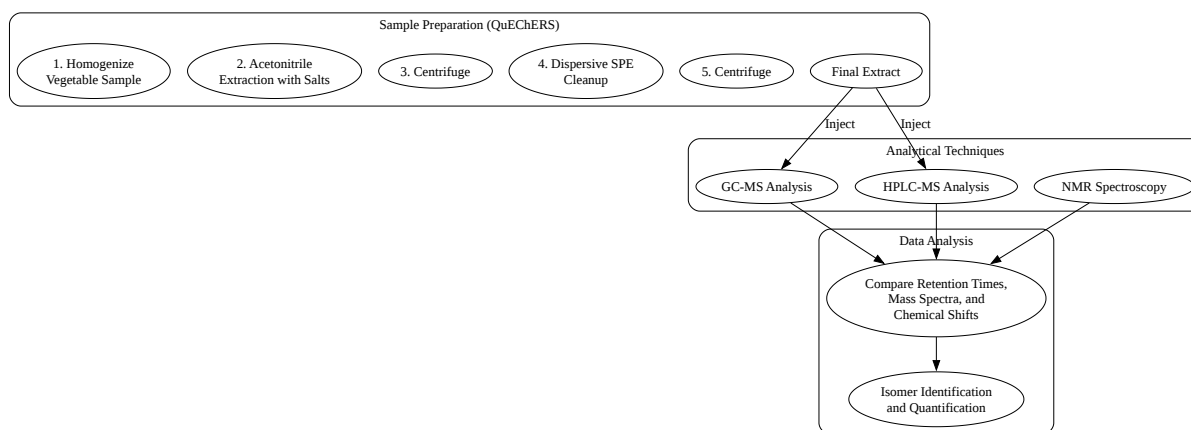 Sample Preparation (QuEChERS)
1. Homogenize
Vegetable Sample
2. Acetonitrile
Extraction with Salts
3. Centrifuge
4. Dispersive SPE
Cleanup
5. Centrifuge
Final Extract
Inject
Inject
Analytical Techniques
GC-MS Analysis
HPLC-MS Analysis
NMR Spectroscopy
Data Analysis
Compare Retention Times,
Mass Spectra, and
Chemical Shifts
Isomer Identification
and Quantification